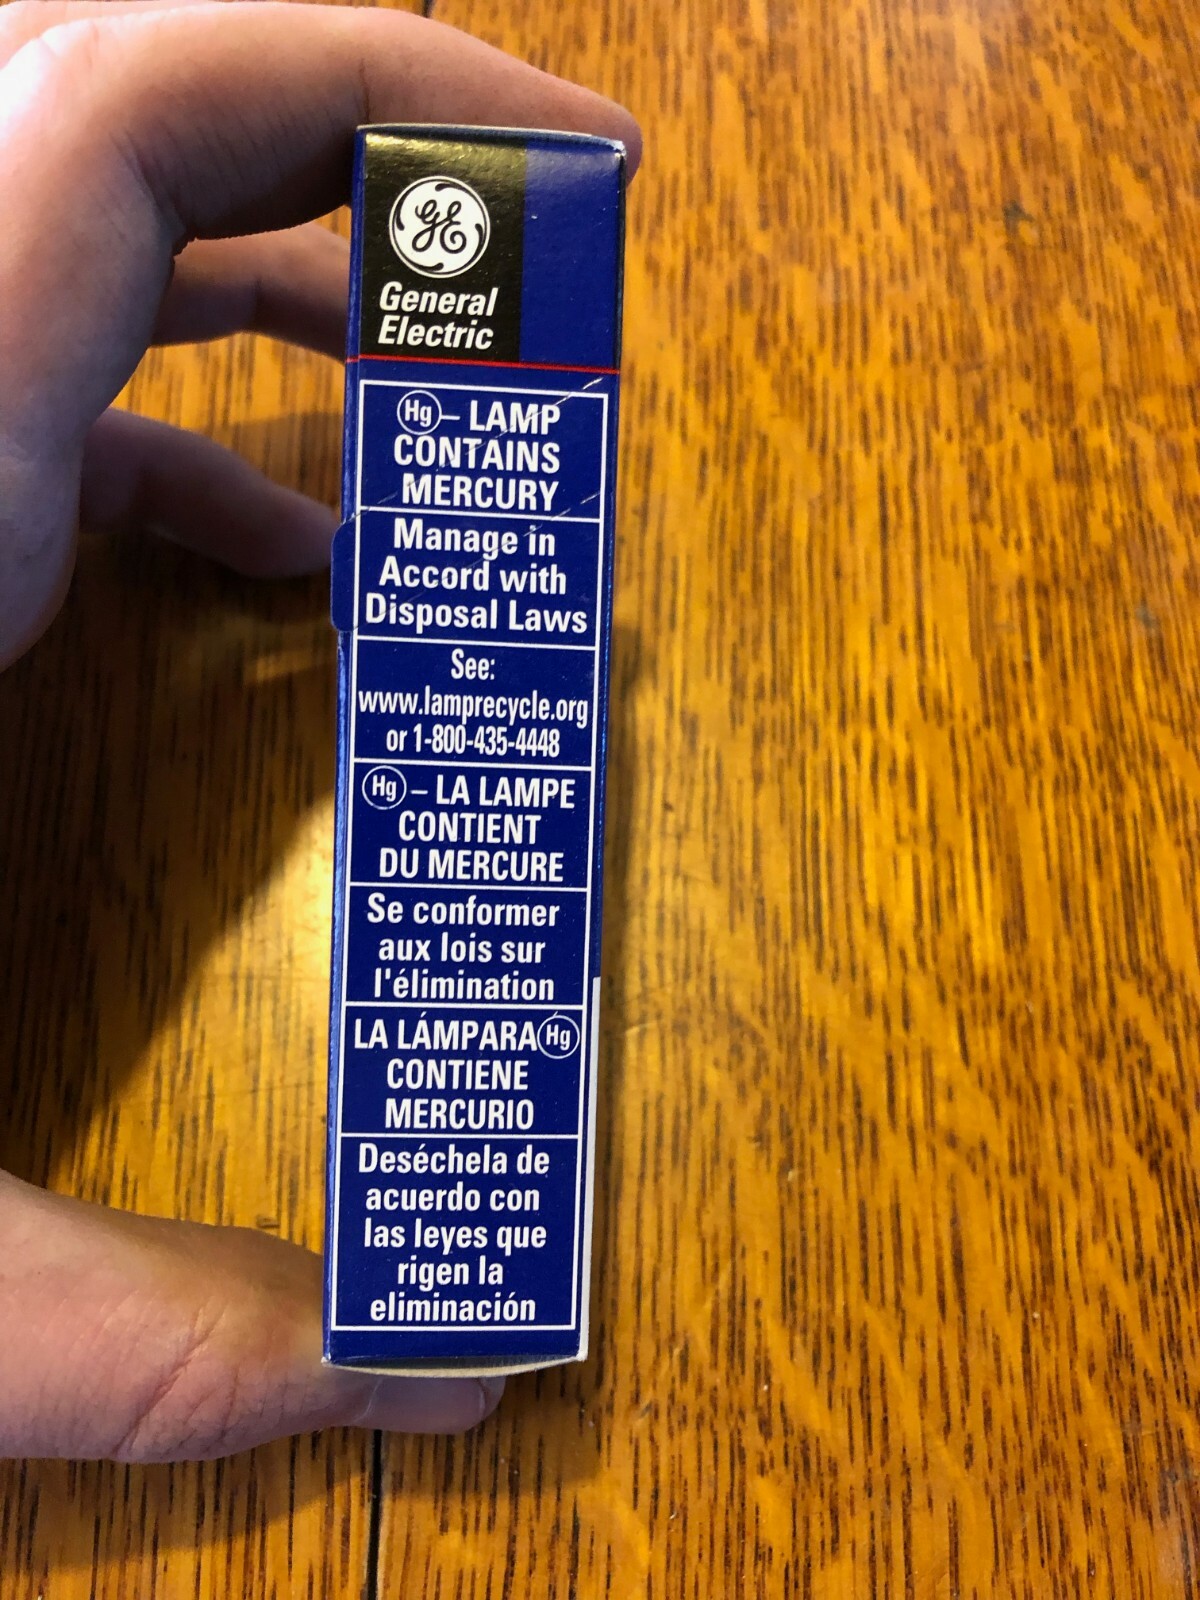 GE
General
Electric
Hg – LAMP
CONTAINS
MERCURY
Manage in
Accord with
Disposal Laws
See:
www.lamprecycle.org
or 1-800-435-4448
Hg – LA LAMPE
CONTIENT
DU MERCURE
Se conformer
aux lois sur
l'élimination
LA LÁMPARA Hg
CONTIENE
MERCURIO
Deséchela de
acuerdo con
las leyes que
rigen la
eliminación